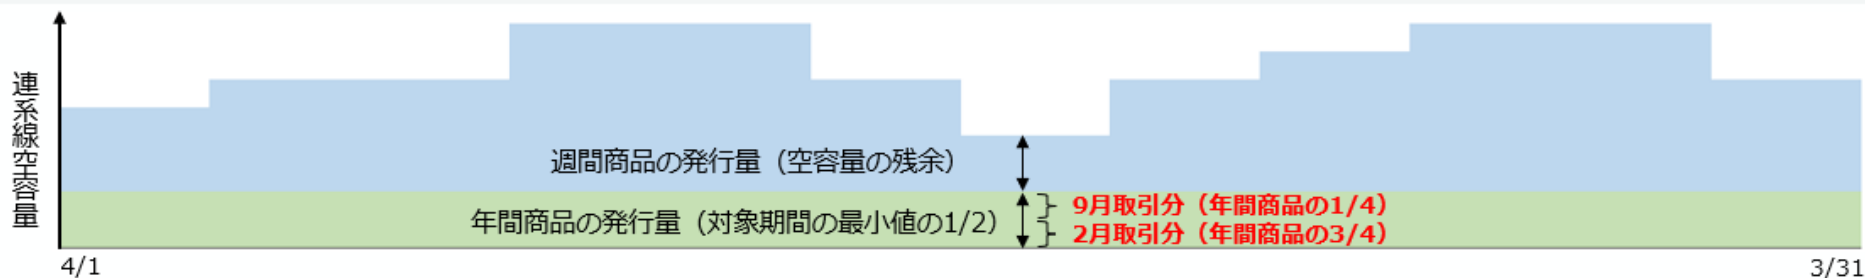 連系線空容量
週間商品の発行量（空容量の残余）
年間商品の発行量（対象期間の最小値の1/2）
9月取引分（年間商品の1/4）
2月取引分（年間商品の3/4）
4/1
3/31